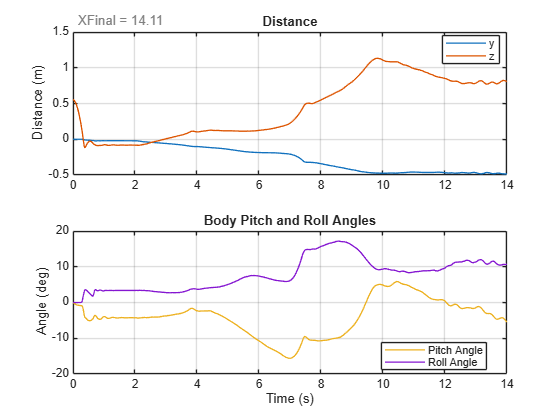 XFinal = 14.11
Distance
Distance (m)
1.5
1
0.5
0
-0.5
y
z
0 2 4 6 8 10 12 14
Body Pitch and Roll Angles
Angle (deg)
20
10
0
-10
-20
Pitch Angle
Roll Angle
0 2 4 6 8 10 12 14
Time (s)